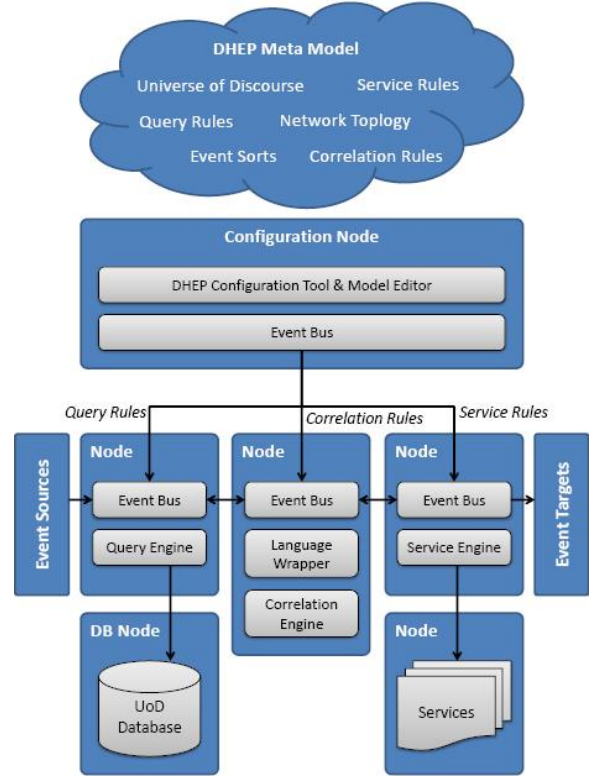 DHEP Meta Model
Universe of Discourse
Service Rules
Query Rules
Network Toplogy
Event Sorts
Correlation Rules
Configuration Node
DHEP Configuration Tool & Model Editor
Event Bus
Query Rules
Correlation Rules
Service Rules
Event Sources
Node
Event Bus
Query Engine
Node
Event Bus
Language
Wrapper
Correlation
Engine
Node
Event Bus
Service Engine
Event Targets
DB Node
UoD
Database
Node
Services